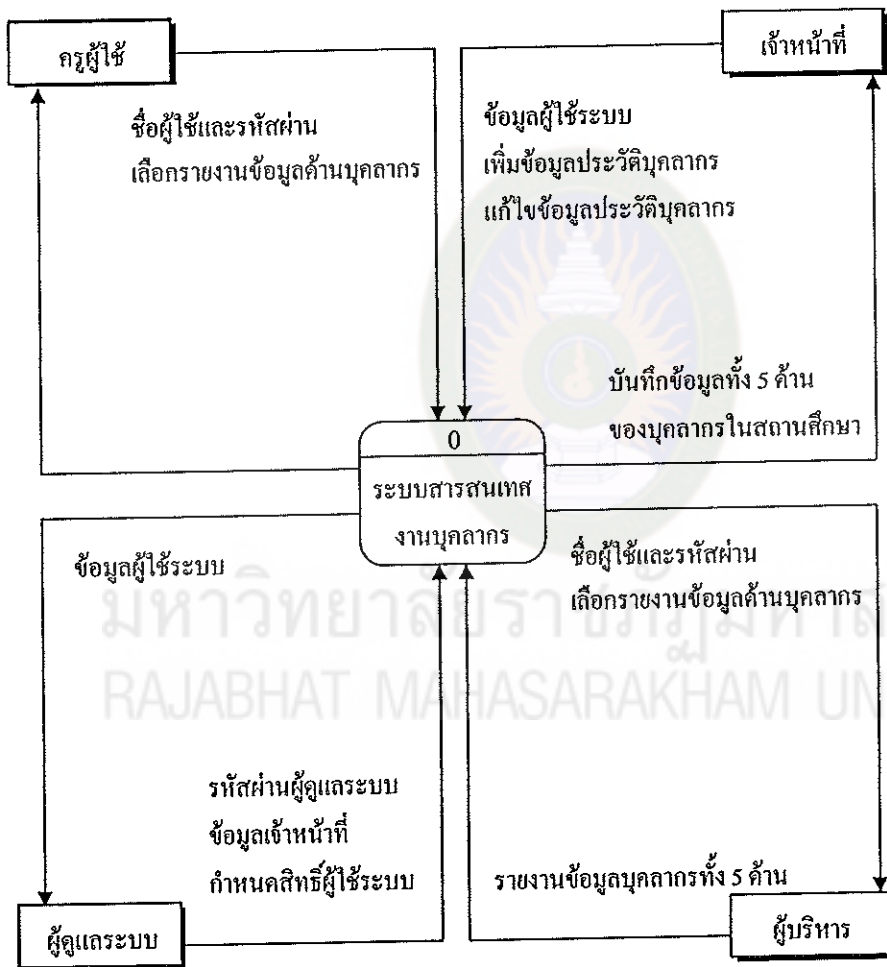 ครูผู้ใช้
เจ้าหน้าที่
ชื่อผู้ใช้และรหัสผ่าน
เลือกรายงานข้อมูลด้านบุคลากร
ข้อมูลผู้ใช้ระบบ
เพิ่มข้อมูลประวัติบุคลากร
แก้ไขข้อมูลประวัติบุคลากร
บันทึกข้อมูลทั้ง 5 ด้าน
ของบุคลากรในสถานศึกษา
0
ระบบสารสนเทศ
งานบุคลากร
ข้อมูลผู้ใช้ระบบ
ชื่อผู้ใช้และรหัสผ่าน
เลือกรายงานข้อมูลด้านบุคลากร
มหาวิทยาลัยราชภัฏมหาส
RAJABHAT MAHASARAKHAM UN
รหัสผ่านผู้ดูแลระบบ
ข้อมูลเจ้าหน้าที่
กำหนดสิทธิ์ผู้ใช้ระบบ
รายงานข้อมูลบุคลากรทั้ง 5 ด้าน
ผู้ดูแลระบบ
ผู้บริหาร